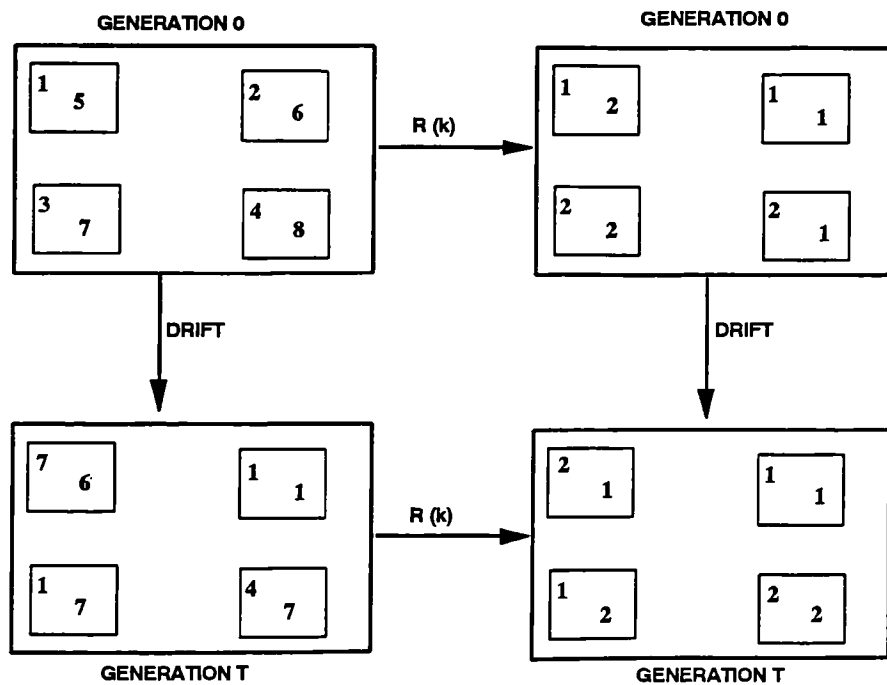 GENERATION 0
GENERATION 0
1 5
2 6
3 7
4 8
R (k)
1 2
1 1
2 2
2 1
DRIFT
DRIFT
7 6
1 1
1 7
4 7
R (k)
2 1
1 1
1 2
2 2
GENERATION T
GENERATION T